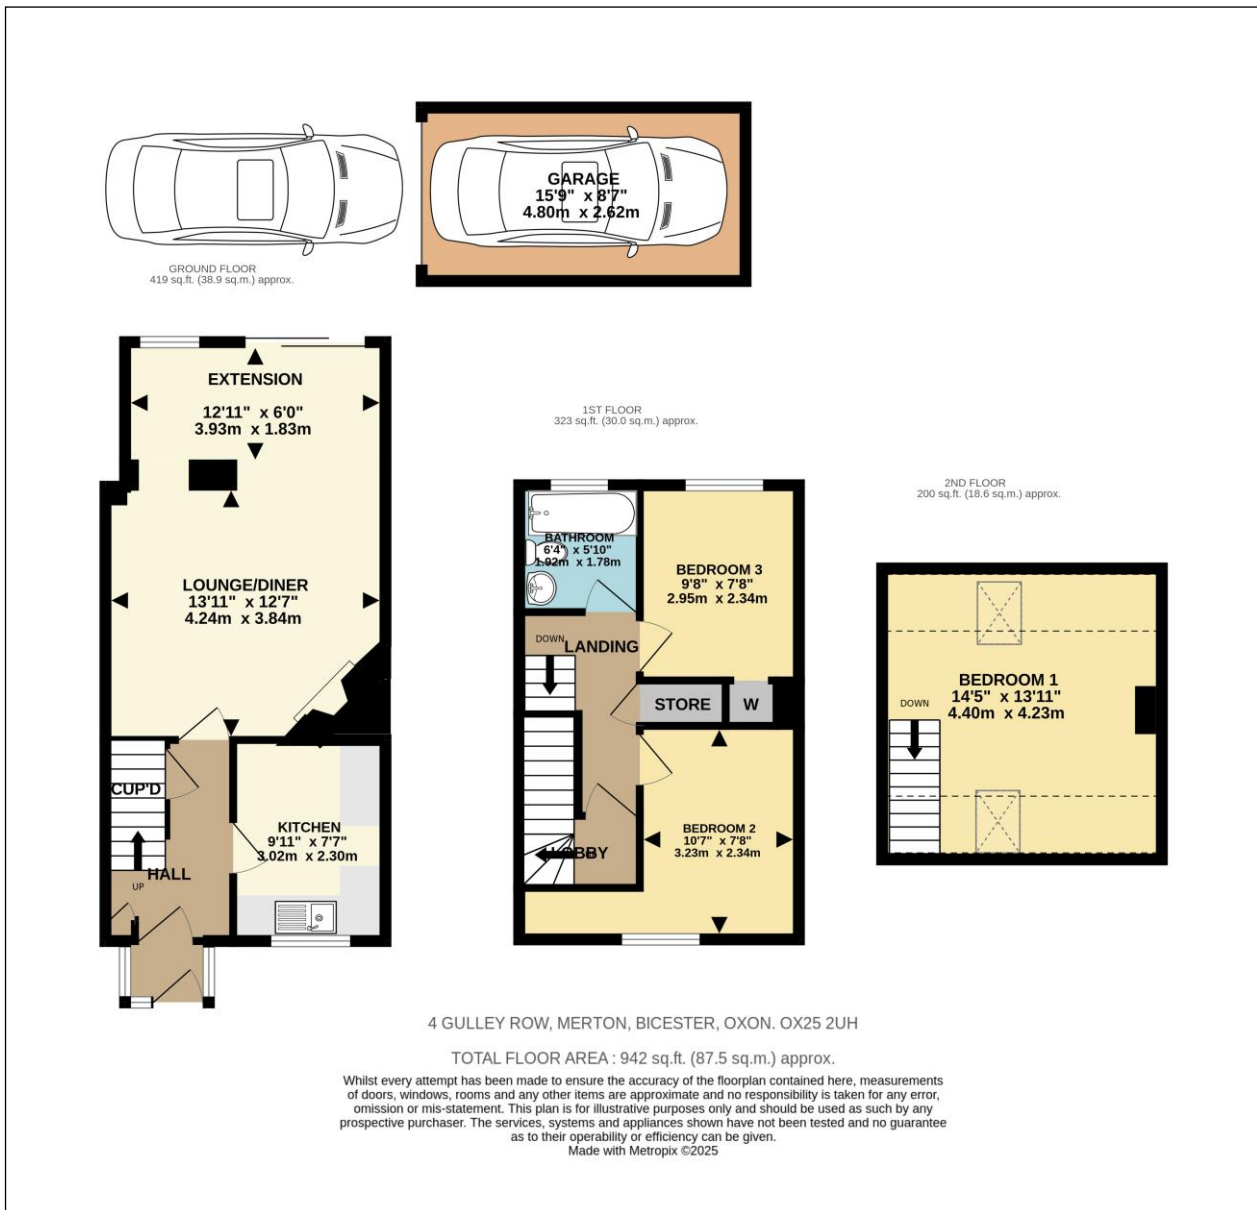 GARAGE
15'9" x 8'7"
4.80m x 2.62m
GROUND FLOOR
419 sq.ft. (38.9 sq.m.) approx.
EXTENSION
12'11" x 6'0"
3.93m x 1.83m
LOUNGE/DINER
13'11" x 12'7"
4.24m x 3.84m
CUP'D
KITCHEN
9'11" x 7'7"
3.02m x 2.30m
HALL
UP
1ST FLOOR
323 sq.ft. (30.0 sq.m.) approx.
BATHROOM
6'4" x 5'10"
1.92m x 1.78m
BEDROOM 3
9'8" x 7'8"
2.95m x 2.34m
DOWN
LANDING
STORE
W
BEDROOM 2
10'7" x 7'8"
3.23m x 2.34m
LOBBY
2ND FLOOR
200 sq.ft. (18.6 sq.m.) approx.
BEDROOM 1
14'5" x 13'11"
4.40m x 4.23m
DOWN
4 GULLEY ROW, MERTON, BICESTER, OXON. OX25 2UH
TOTAL FLOOR AREA : 942 sq.ft. (87.5 sq.m.) approx.
Whilst every attempt has been made to ensure the accuracy of the floorplan contained here, measurements
of doors, windows, rooms and any other items are approximate and no responsibility is taken for any error,
omission or mis-statement. This plan is for illustrative purposes only and should be used as such by any
prospective purchaser. The services, systems and appliances shown have not been tested and no guarantee
as to their operability or efficiency can be given.
Made with Metropix ©2025